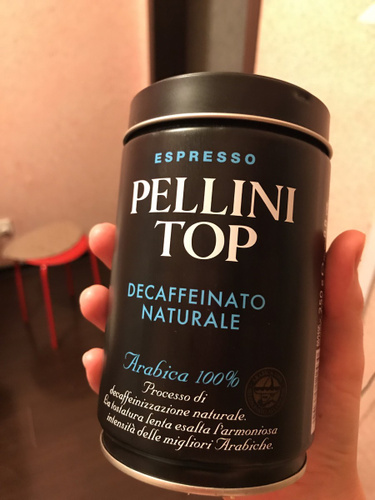 ESPRESSO
PELLINI
TOP
DECAFFEINATO
NATURALE
Arabica 100%
Processo di
decaffeinizzazione naturale.
La tostatura lenta esalta l'armoniosa
intensità delle migliori Arabiche.